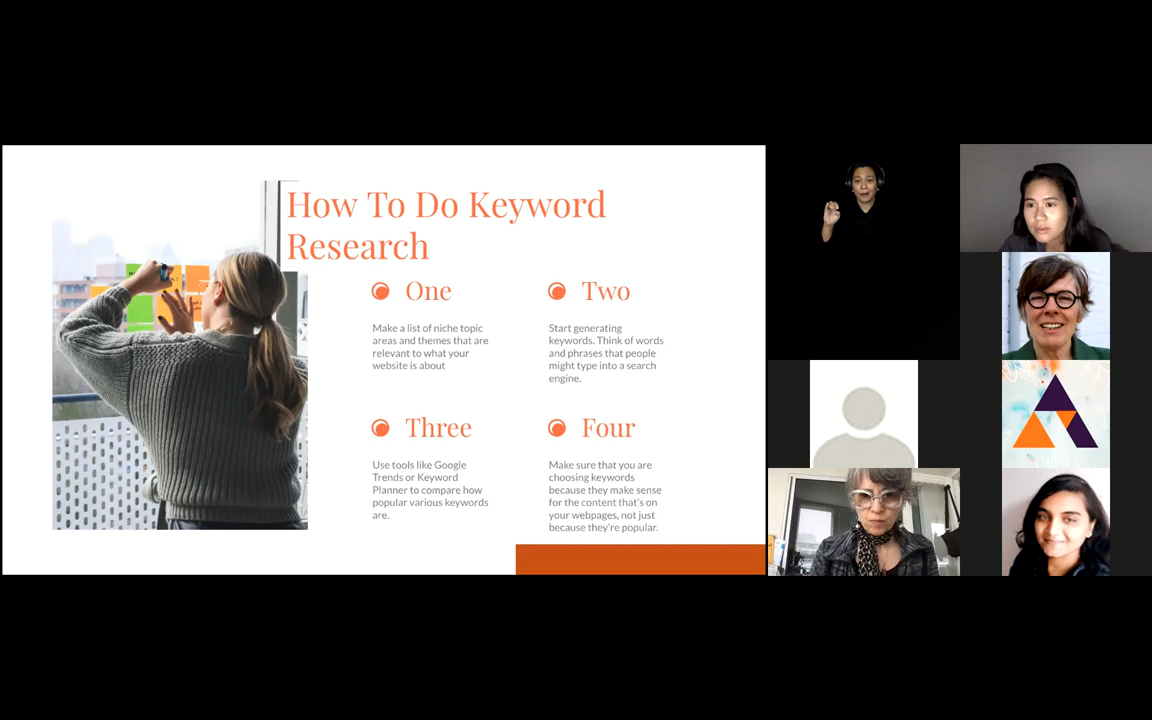 How To Do Keyword
Research
One
Make a list of niche topic
areas and themes that are
relevant to what your
website is about
Two
Start generating
keywords. Think of words
and phrases that people
might type into a search
engine.
Three
Use tools like Google
Trends or Keyword
Planner to compare how
popular various keywords
are.
Four
Make sure that you are
choosing keywords
because they make sense
for the content that's on
your webpages, not just
because they're popular.